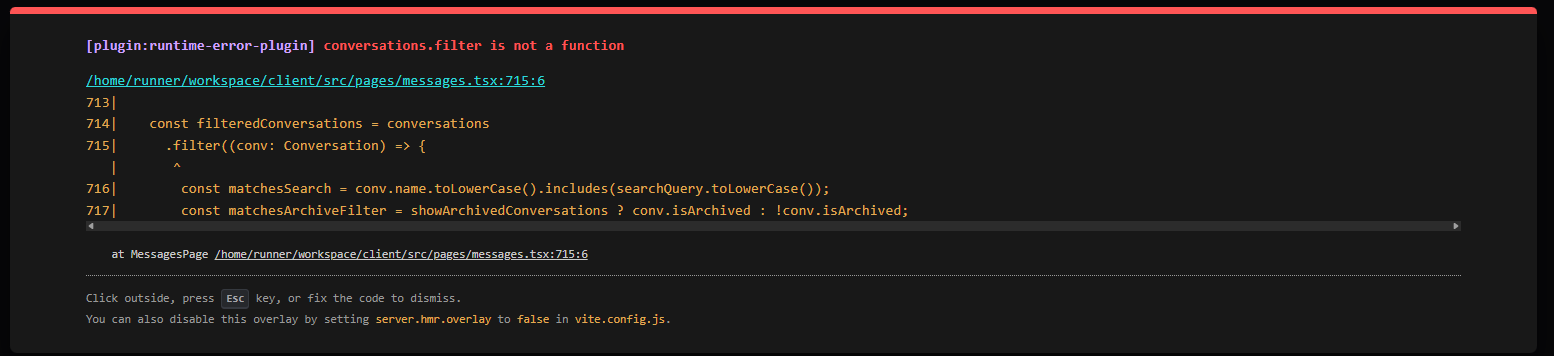 [plugin:runtime-error-plugin] conversations.filter is not a function
/home/runner/workspace/client/src/pages/messages.tsx:715:6
713|
714|    const filteredConversations = conversations
715|      .filter((conv: Conversation) => {
   |       ^
716|        const matchesSearch = conv.name.toLowerCase().includes(searchQuery.toLowerCase());
717|        const matchesArchiveFilter = showArchivedConversations ? conv.isArchived : !conv.isArchived;
at MessagesPage /home/runner/workspace/client/src/pages/messages.tsx:715:6
Click outside, press Esc key, or fix the code to dismiss.
You can also disable this overlay by setting server.hmr.overlay to false in vite.config.js.